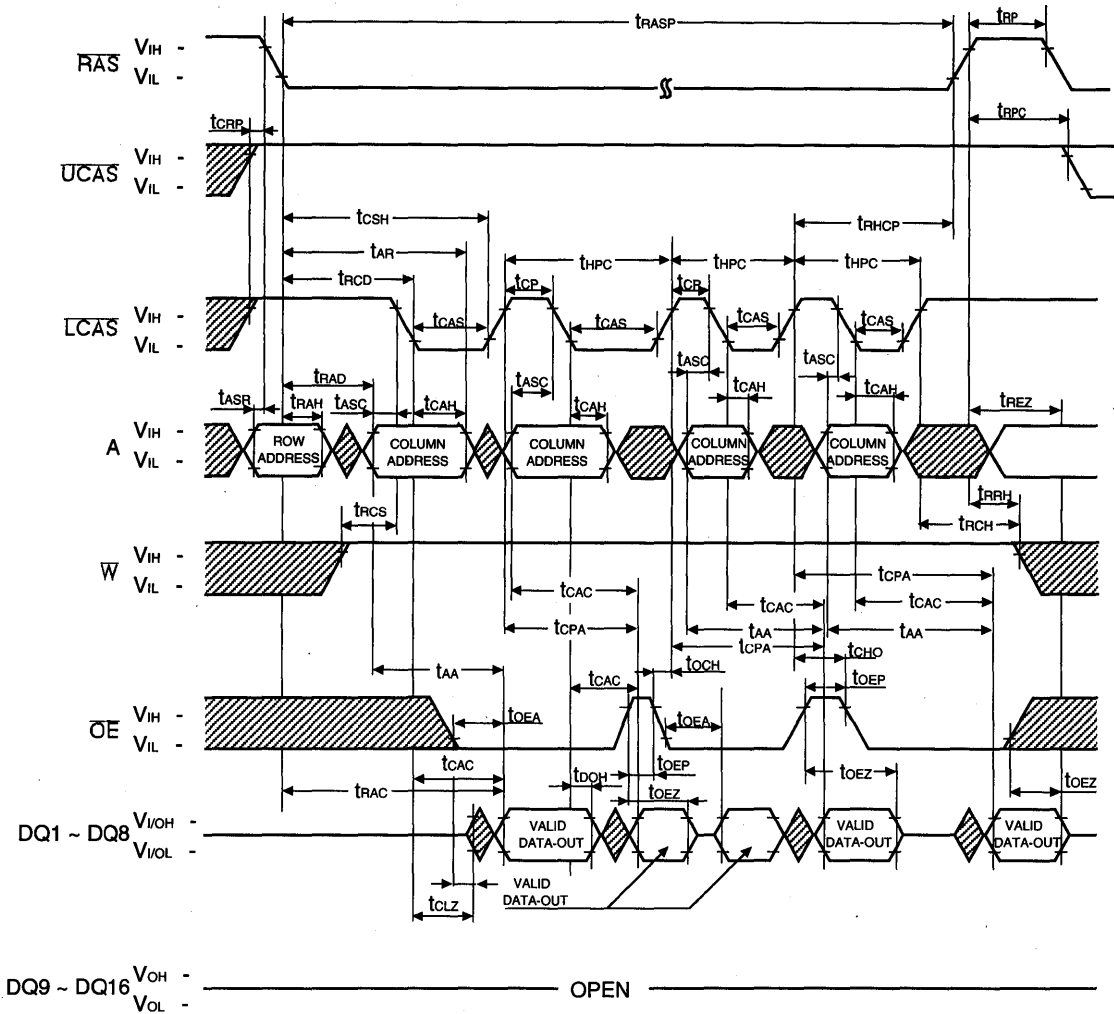 tRASP
tRP
RAS
VIH -
VIL -
tCRP
tRPC
UCAS
VIH -
VIL -
tCSH
tRHCP
tAR
tHPC
tHPC
tHPC
tRCD
tCP
tCP
LCAS
VIH -
VIL -
tCAS
tCAS
tCAS
tCAS
tRAD
tASC
tASC
tASC
tASR
tRAH
tASC
tCAH
tCAH
tCAH
tCAH
tREZ
A
VIH -
VIL -
ROW
ADDRESS
COLUMN
ADDRESS
COLUMN
ADDRESS
COLUMN
ADDRESS
COLUMN
ADDRESS
tRCS
tRRH
tRCH
W
VIH -
VIL -
tCPA
tCAC
tCAC
tCAC
tCPA
tAA
tAA
tCPA
tCHO
tAA
tCAC
tOCH
tOEP
OE
VIH -
VIL -
tOEA
tOEA
tCAC
tDOH
tOEP
tOEZ
tRAC
tOEZ
tOEZ
DQ1 ~ DQ8
VI/OH -
VI/OL -
VALID
DATA-OUT
VALID
DATA-OUT
VALID
DATA-OUT
tCLZ
VALID
DATA-OUT
DQ9 ~ DQ16
VOH -
VOL -
OPEN